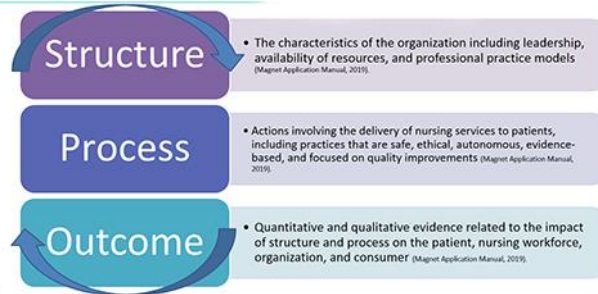 Structure
• The characteristics of the organization including leadership,
availability of resources, and professional practice models
(Magnet Application Manual, 2019).
Process
• Actions involving the delivery of nursing services to patients,
including practices that are safe, ethical, autonomous, evidence-
based, and focused on quality improvements (Magnet Application Manual,
2019).
Outcome
• Quantitative and qualitative evidence related to the impact
of structure and process on the patient, nursing workforce,
organization, and consumer (Magnet Application Manual, 2019).